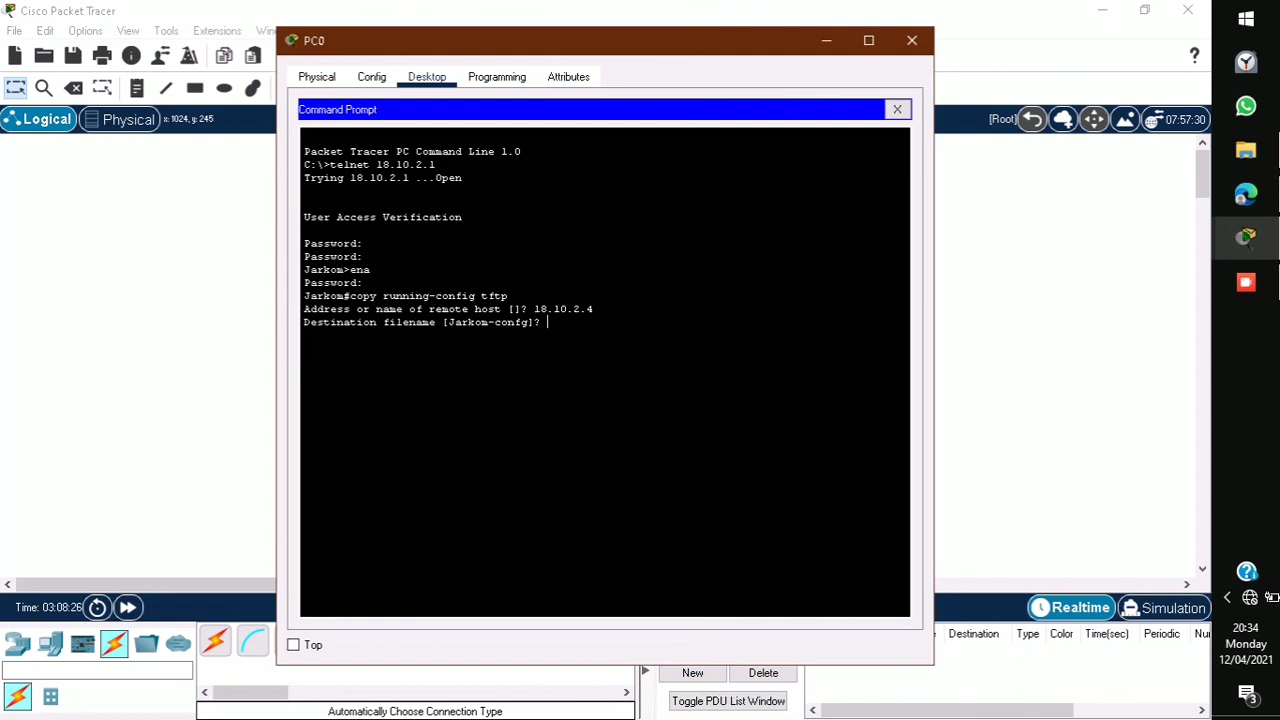 Cisco Packet Tracer
File Edit Options View Tools Extensions
PC0
Physical Config Desktop Programming Attributes
Command Prompt
X
Logical
Physical
x: 1024, y: 245
[Root]
07:57:30
Packet Tracer PC Command Line 1.0
C:\>telnet 18.10.2.1
Trying 18.10.2.1 ...Open
User Access Verification
Password:
Password:
Jarkom>ena
Password:
Jarkom#copy running-config tftp
Address or name of remote host []? 18.10.2.4
Destination filename [Jarkom-confg]?
Top
Time: 03:08:26
Realtime
Simulation
Destination Type Color Time(sec) Periodic
New
Delete
Toggle PDU List Window
Automatically Choose Connection Type
20:34
Monday
12/04/2021
3